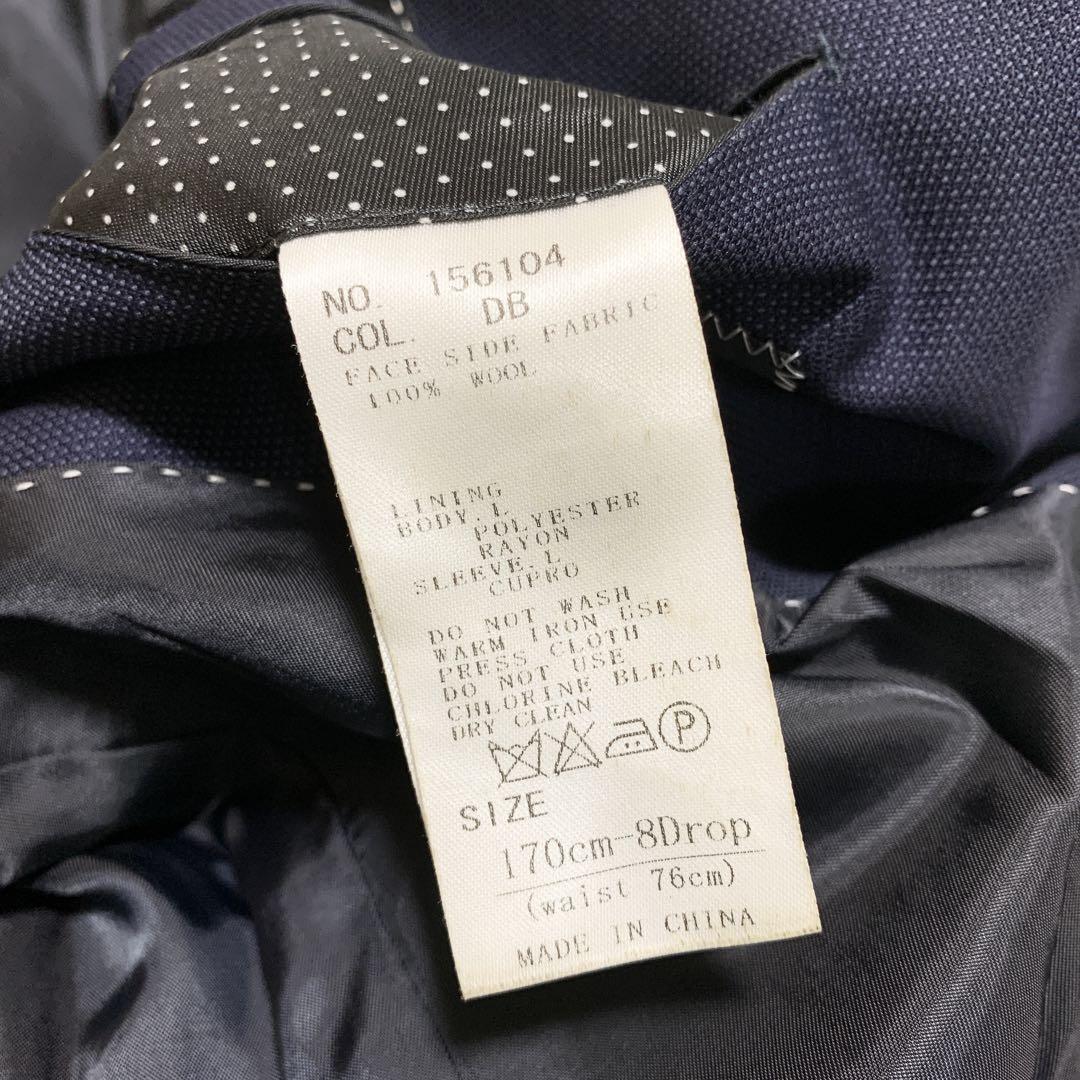 NO. 156104
COL. DB
FACE SIDE FABRIC
100% WOOL
LINING
BODY.L
POLYESTER
RAYON
SLEEVE.L
CUPRO
DO NOT WASH
WARM IRON USE
PRESS CLOTH
DO NOT USE
CHLORINE BLEACH
DRY CLEAN
P
SIZE
170cm-8Drop
(waist 76cm)
MADE IN CHINA